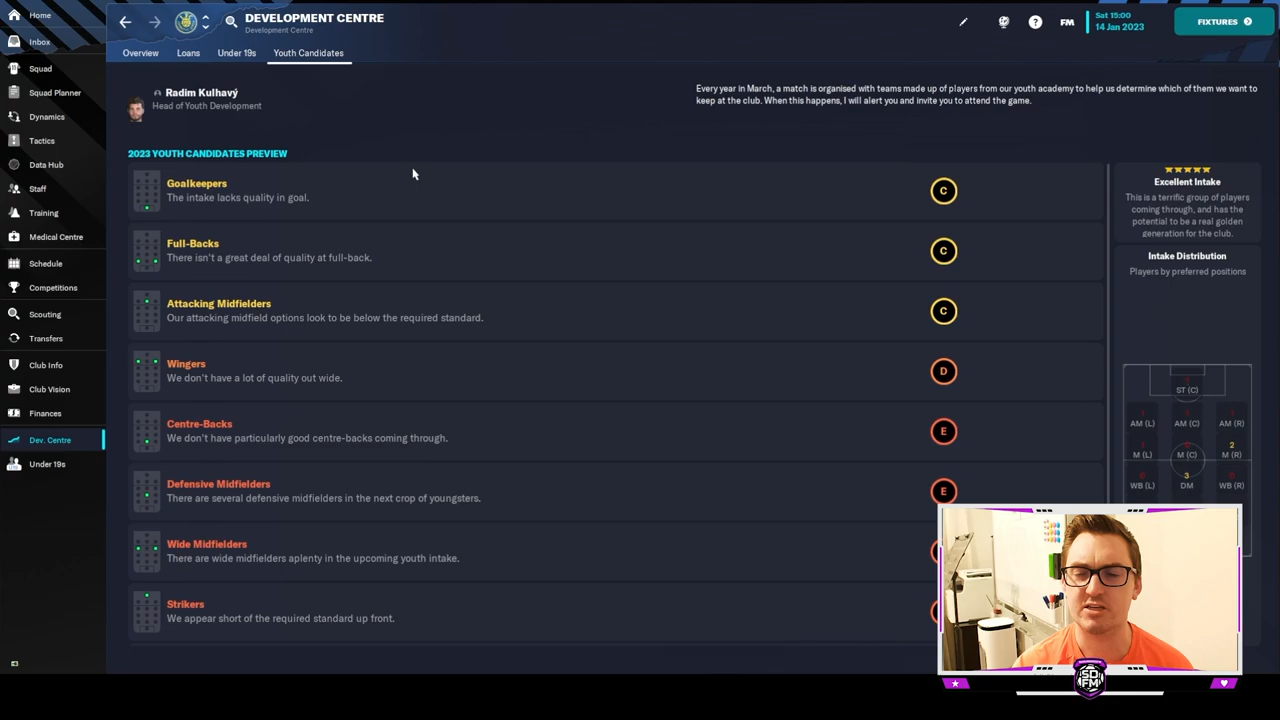 Home
Inbox
Squad
Squad Planner
Dynamics
Tactics
Data Hub
Staff
Training
Medical Centre
Schedule
Competitions
Scouting
Transfers
Club Info
Club Vision
Finances
Dev. Centre
Under 19s
DEVELOPMENT CENTRE
Development Centre
FM
Sat 15:00
14 Jan 2023
FIXTURES
Overview
Loans
Under 19s
Youth Candidates
Radim Kulhavý
Head of Youth Development
Every year in March, a match is organised with teams made up of players from our youth academy to help us determine which of them we want to
keep at the club. When this happens, I will alert you and invite you to attend the game.
2023 YOUTH CANDIDATES PREVIEW
Goalkeepers
The intake lacks quality in goal.
C
Full-Backs
There isn't a great deal of quality at full-back.
C
Attacking Midfielders
Our attacking midfield options look to be below the required standard.
C
Wingers
We don't have a lot of quality out wide.
D
Centre-Backs
We don't have particularly good centre-backs coming through.
E
Defensive Midfielders
There are several defensive midfielders in the next crop of youngsters.
E
Wide Midfielders
There are wide midfielders aplenty in the upcoming youth intake.
Strikers
We appear short of the required standard up front.
Excellent Intake
This is a terrific group of players
coming through, and has the
potential to be a real golden
generation for the club.
Intake Distribution
Players by preferred positions
ST (C)
AM (L)
AM (C)
AM (R)
2
M (L)
M (C)
M (R)
3
WB (L)
DM
WB (R)
SD
FM